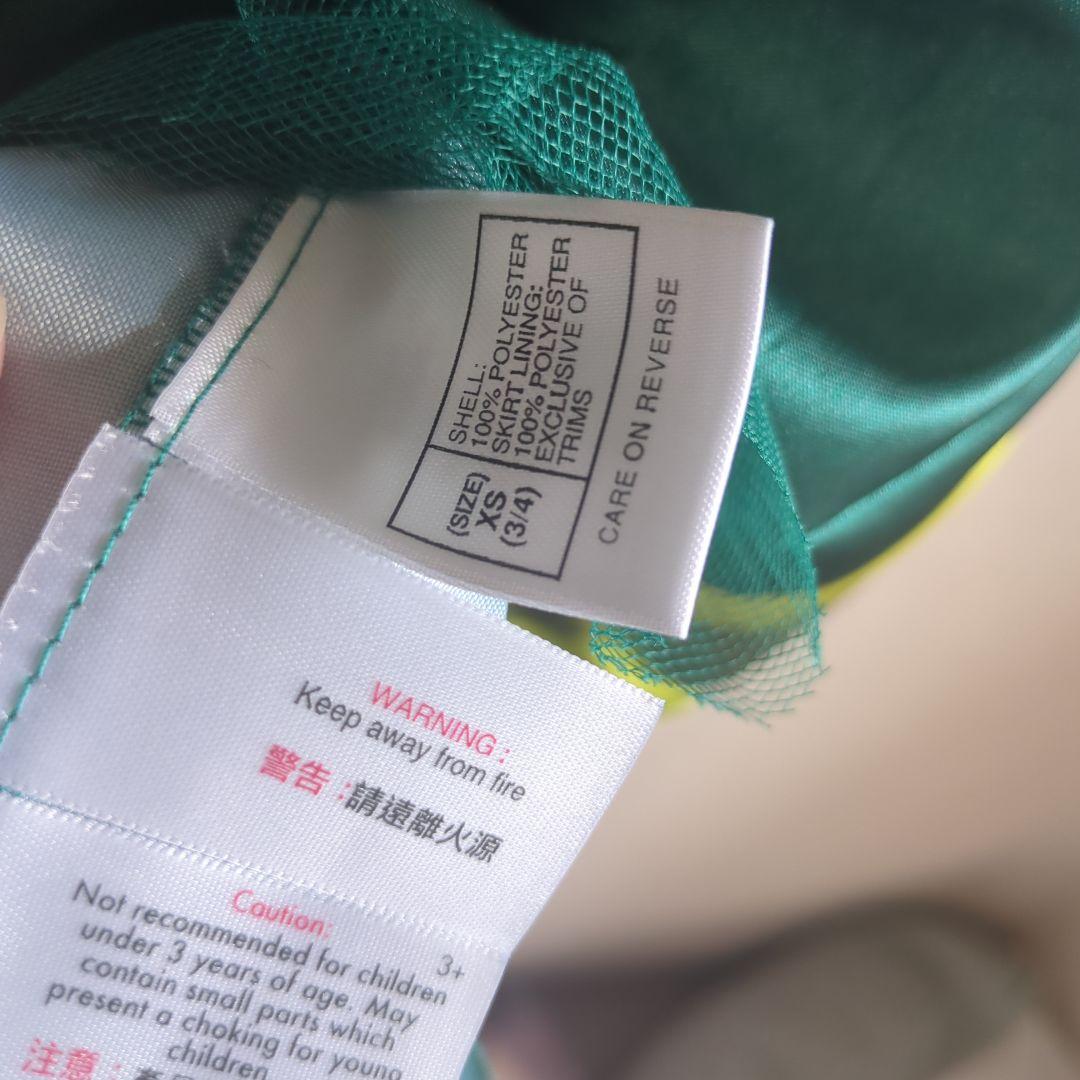 SHELL:
100% POLYESTER
SKIRT LINING:
100% POLYESTER
EXCLUSIVE OF
TRIMS
(SIZE)
XS
(3/4)
CARE ON REVERSE
WARNING :
Keep away from fire
警告 :請遠離火源
Caution:
3+
Not recommended for children
under 3 years of age. May
contain small parts which
present a choking for young
children
注意 :